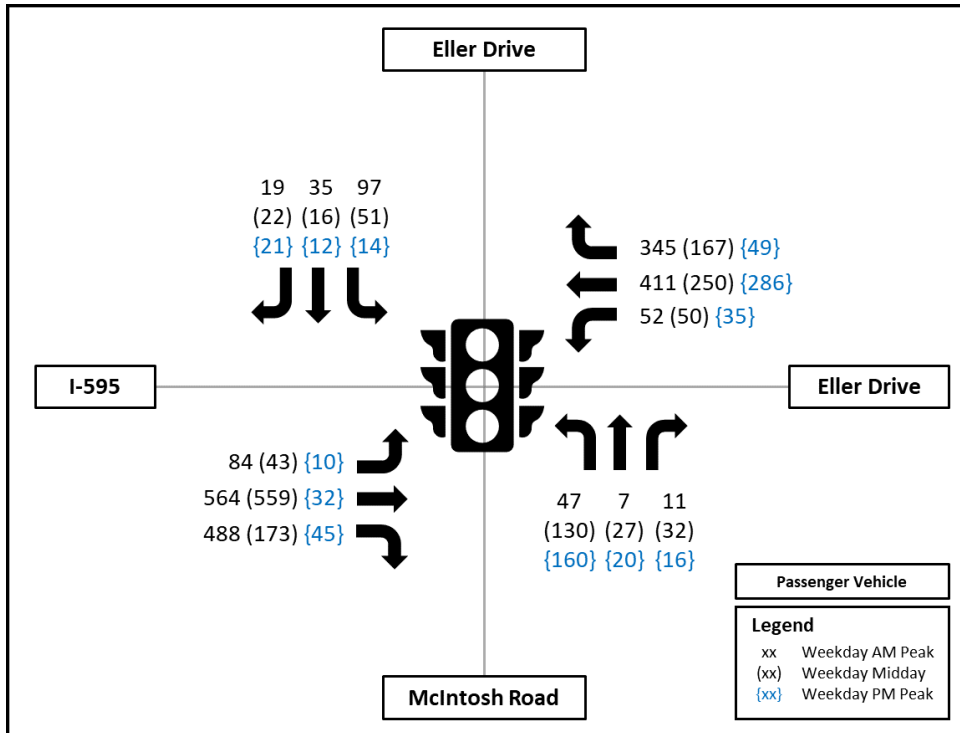 Eller Drive
19 35 97
(22) (16) (51)
{21} {12} {14}
345 (167) {49}
411 (250) {286}
52 (50) {35}
I-595
Eller Drive
84 (43) {10}
564 (559) {32}
488 (173) {45}
47 7 11
(130) (27) (32)
{160} {20} {16}
Passenger Vehicle
Legend
xx Weekday AM Peak
(xx) Weekday Midday
{xx} Weekday PM Peak
McIntosh Road